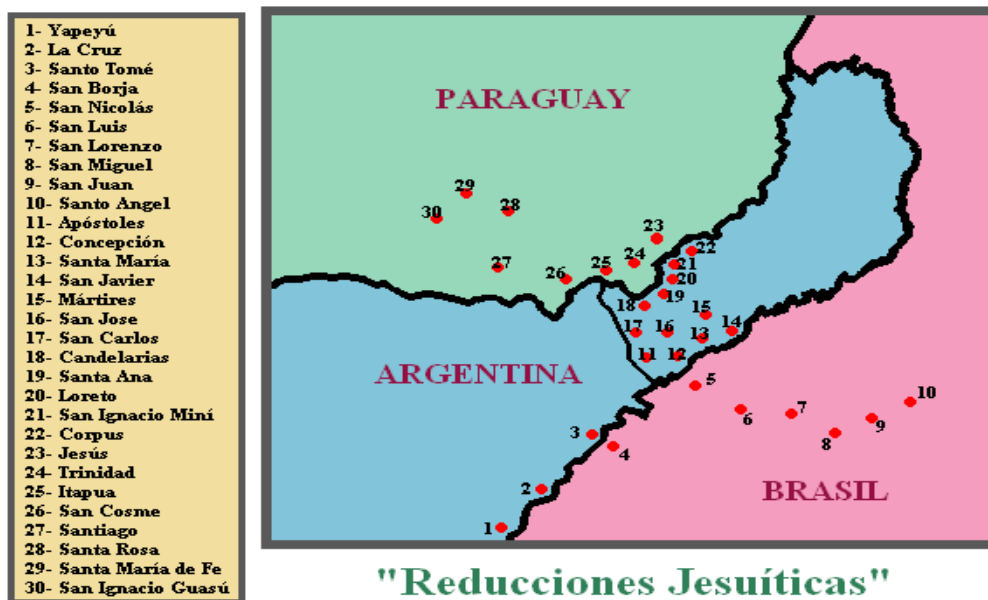 1- Yapeyú
2- La Cruz
3- Santo Tomé
4- San Borja
5- San Nicolás
6- San Luis
7- San Lorenzo
8- San Miguel
9- San Juan
10- Santo Angel
11- Apóstoles
12- Concepción
13- Santa María
14- San Javier
15- Mártires
16- San Jose
17- San Carlos
18- Candelarias
19- Santa Ana
20- Loreto
21- San Ignacio Miní
22- Corpus
23- Jesús
24- Trinidad
25- Itapua
26- San Cosme
27- Santiago
28- Santa Rosa
29- Santa María de Fe
30- San Ignacio Guasú
PARAGUAY
29
28
30
23
22
27
26
25
24
21
20
19
18
15
17
16
13
14
11
12
ARGENTINA
5
6
7
10
9
8
3
4
BRASIL
2
1
"Reducciones Jesuíticas"